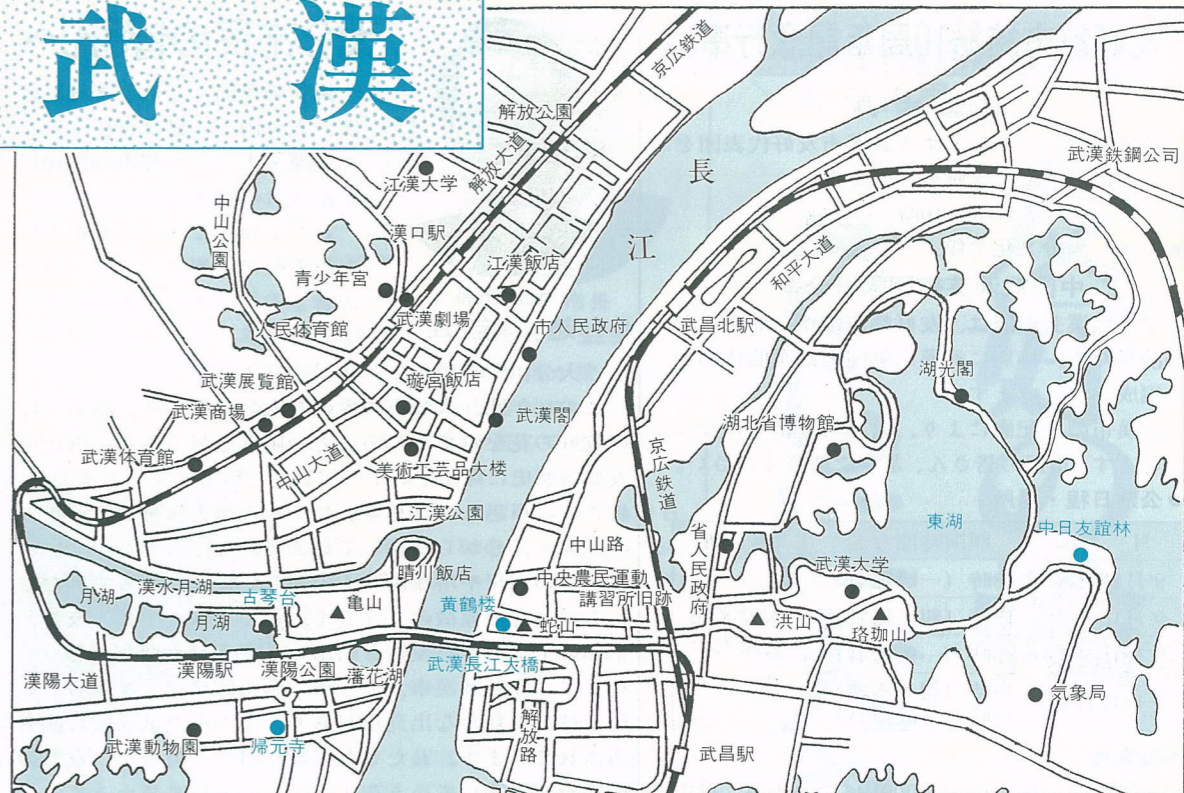 武漢
京広鉄道
解放公園
長江
武漢鉄鋼公司
江漢大学
解放大道
中山公園
漢口駅
青少年宮
江漢飯店
和平大道
人民体育館
武漢劇場
市人民政府
武昌北駅
武漢展覧館
璇宮飯店
湖光閣
武漢商場
武漢閣
湖北省博物館
武漢体育館
中山大道
美術工芸品大楼
京広鉄道
江漢公園
省人民政府
東湖
中日友誼林
中山路
晴川飯店
武漢大学
漢水月湖
中央農民運動
講習所旧跡
月湖
古琴台
亀山
黄鶴楼
月湖
蛇山
洪山
珞珈山
漢陽駅
漢陽公園
藩花湖
武漢長江大橋
漢陽大道
気象局
武漢動物園
帰元寺
解放路
武昌駅